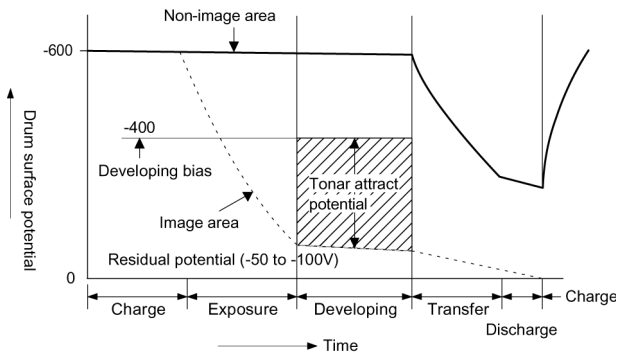 Non-image area
-600
-400
Developing bias
Tonar attract
potential
Image area
Residual potential (-50 to -100V)
0
Drum surface
potential
Charge
Exposure
Developing
Transfer
Charge
Discharge
Time